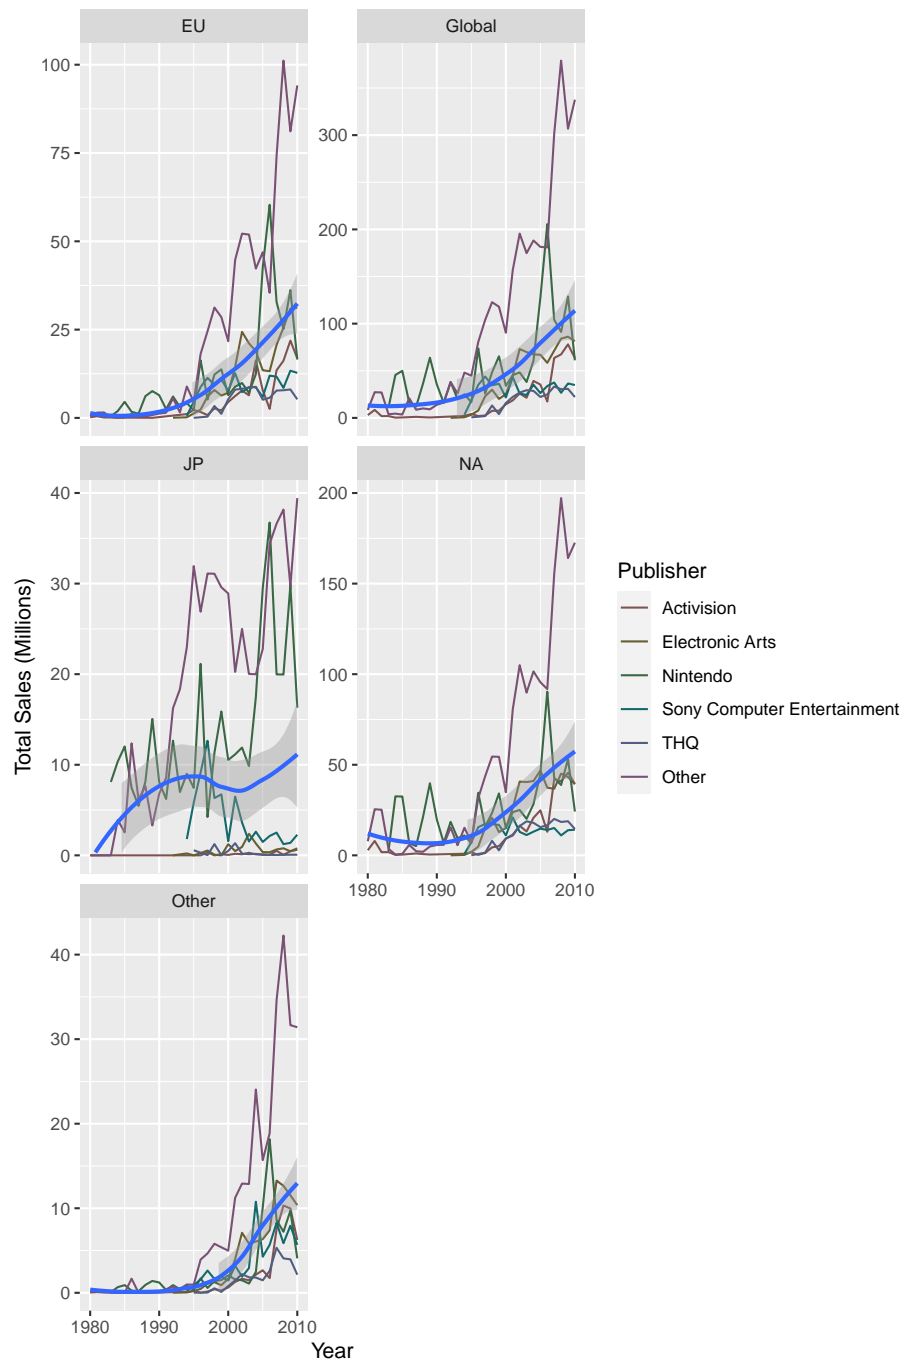 EU
Global
100
75
50
25
0
300
200
100
0
JP
NA
40
30
20
10
0
200
150
100
50
0
1980
1990
2000
2010
Other
40
30
20
10
0
1980
1990
2000
2010
Year
Total Sales (Millions)
Publisher
Activision
Electronic Arts
Nintendo
Sony Computer Entertainment
THQ
Other